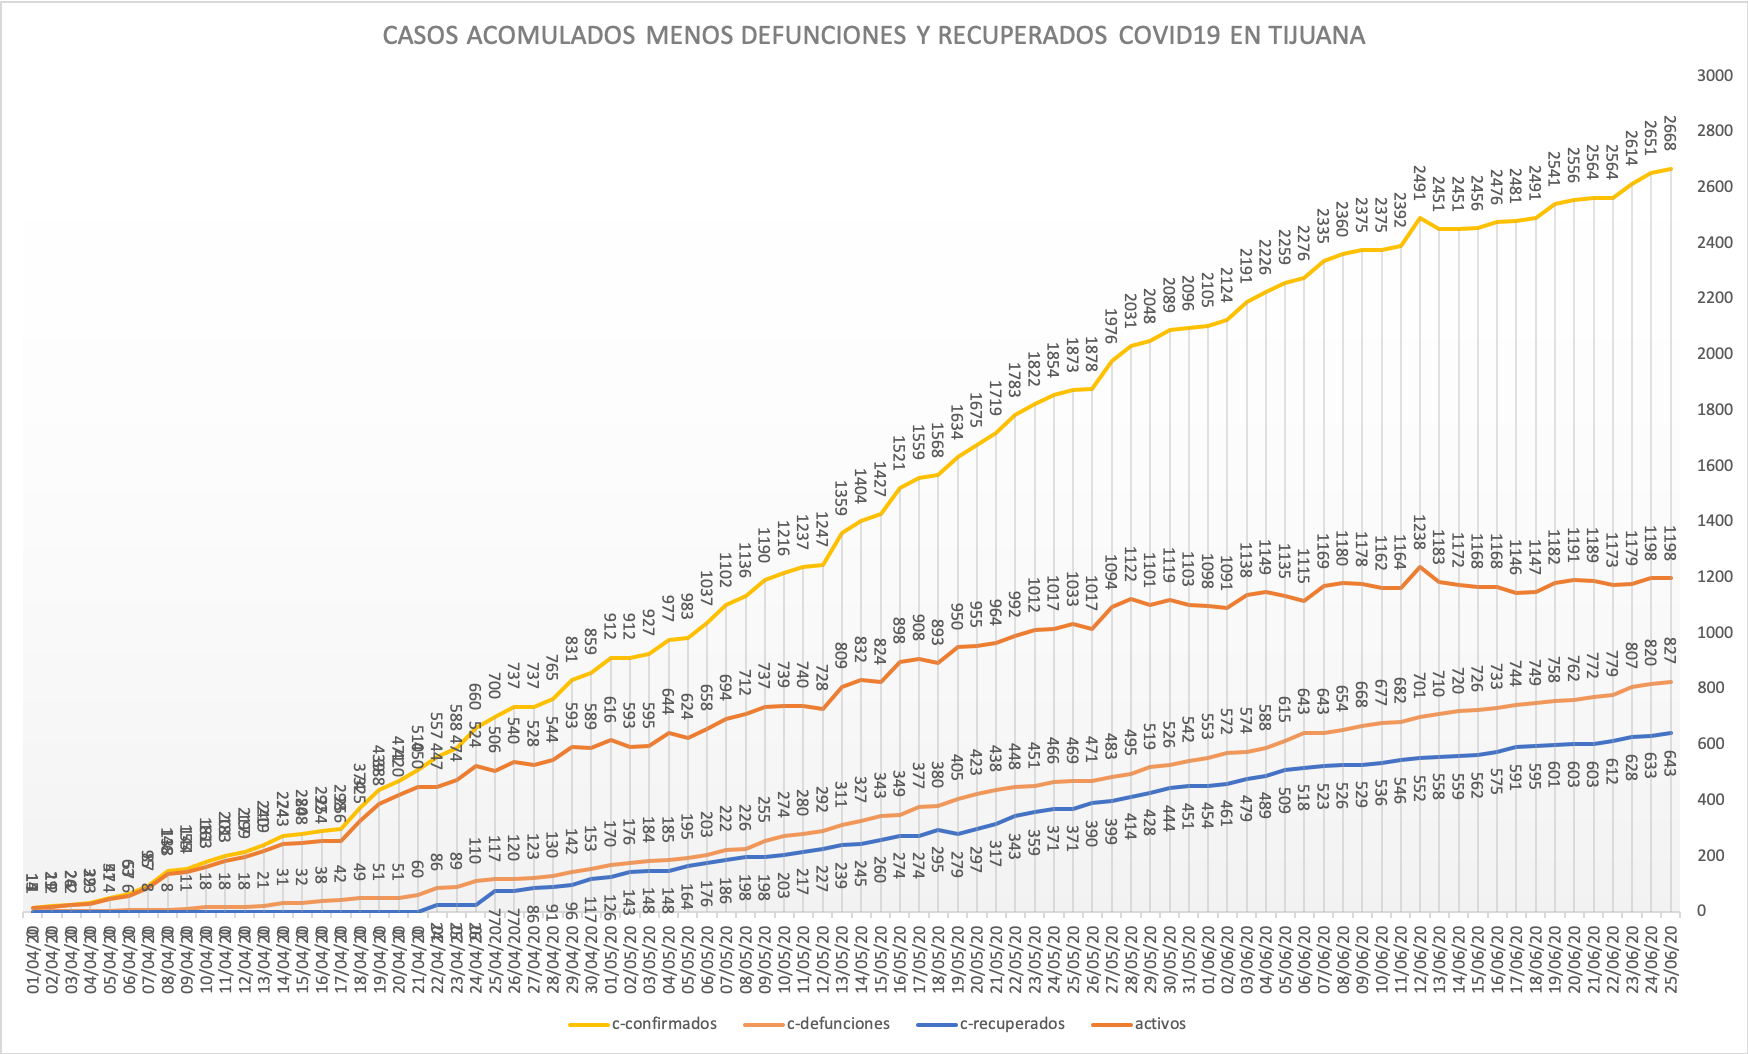 CASOS ACOMULADOS MENOS DEFUNCIONES Y RECUPERADOS COVID19 EN TIJUANA
3000
2800
2600
2400
2200
2000
1800
1600
1400
1200
1000
800
600
400
200
0
557 588 660 700 737 737 765 831 859 912 912 927 977 983 1037 1102 1136 1190 1216 1237 1247 1359 1404 1427 1521 1559 1568 1634 1675 1719 1783 1822 1854 1873 1878 1976 2031 2048 2089 2096 2105 2124 2191 2226 2259 2276 2335 2360 2375 2375 2392 2491 2451 2451 2456 2476 2481 2491 2541 2556 2564 2564 2614 2651 2668
447 474 524 506 540 528 544 593 589 616 593 595 644 624 658 694 712 737 739 740 728 809 832 824 898 908 893 950 955 964 992 1012 1017 1033 1017 1094 1122 1101 1119 1103 1098 1091 1138 1149 1135 1115 1169 1180 1178 1162 1164 1238 1183 1172 1168 1168 1146 1147 1182 1191 1189 1173 1179 1198 1198
4 6 8 8 11 18 18 18 21 31 32 38 42 49 51 51 60 86 89 110 117 120 123 130 142 153 170 176 184 185 195 203 222 226 255 274 280 292 311 327 343 349 377 380 405 423 438 448 451 466 469 471 483 495 519 526 542 553 572 574 588 615 643 643 654 668 677 682 701 710 720 726 733 744 749 758 762 772 779 807 820 827
77 77 86 91 96 117 126 143 148 148 164 176 186 198 198 203 217 227 239 245 260 274 274 295 279 297 317 343 359 371 371 390 399 414 428 444 451 454 461 479 489 509 518 523 526 529 536 546 552 558 559 562 575 591 595 601 603 603 612 628 633 643
01/04/20 02/04/20 03/04/20 04/04/20 05/04/20 06/04/20 07/04/20 08/04/20 09/04/20 10/04/20 11/04/20 12/04/20 13/04/20 14/04/20 15/04/20 16/04/20 17/04/20 18/04/20 19/04/20 20/04/20 21/04/20 22/04/20 23/04/20 24/04/20 25/04/20 26/04/20 27/04/20 28/04/20 29/04/20 30/04/20 01/05/20 02/05/20 03/05/20 04/05/20 05/05/20 06/05/20 07/05/20 08/05/20 09/05/20 10/05/20 11/05/20 12/05/20 13/05/20 14/05/20 15/05/20 16/05/20 17/05/20 18/05/20 19/05/20 20/05/20 21/05/20 22/05/20 23/05/20 24/05/20 25/05/20 26/05/20 27/05/20 28/05/20 29/05/20 30/05/20 31/05/20 01/06/20 02/06/20 03/06/20 04/06/20 05/06/20 06/06/20 07/06/20 08/06/20 09/06/20 10/06/20 11/06/20 12/06/20 13/06/20 14/06/20 15/06/20 16/06/20 17/06/20 18/06/20 19/06/20 20/06/20 21/06/20 22/06/20 23/06/20 24/06/20 25/06/20
c-confirmados c-defunciones c-recuperados activos